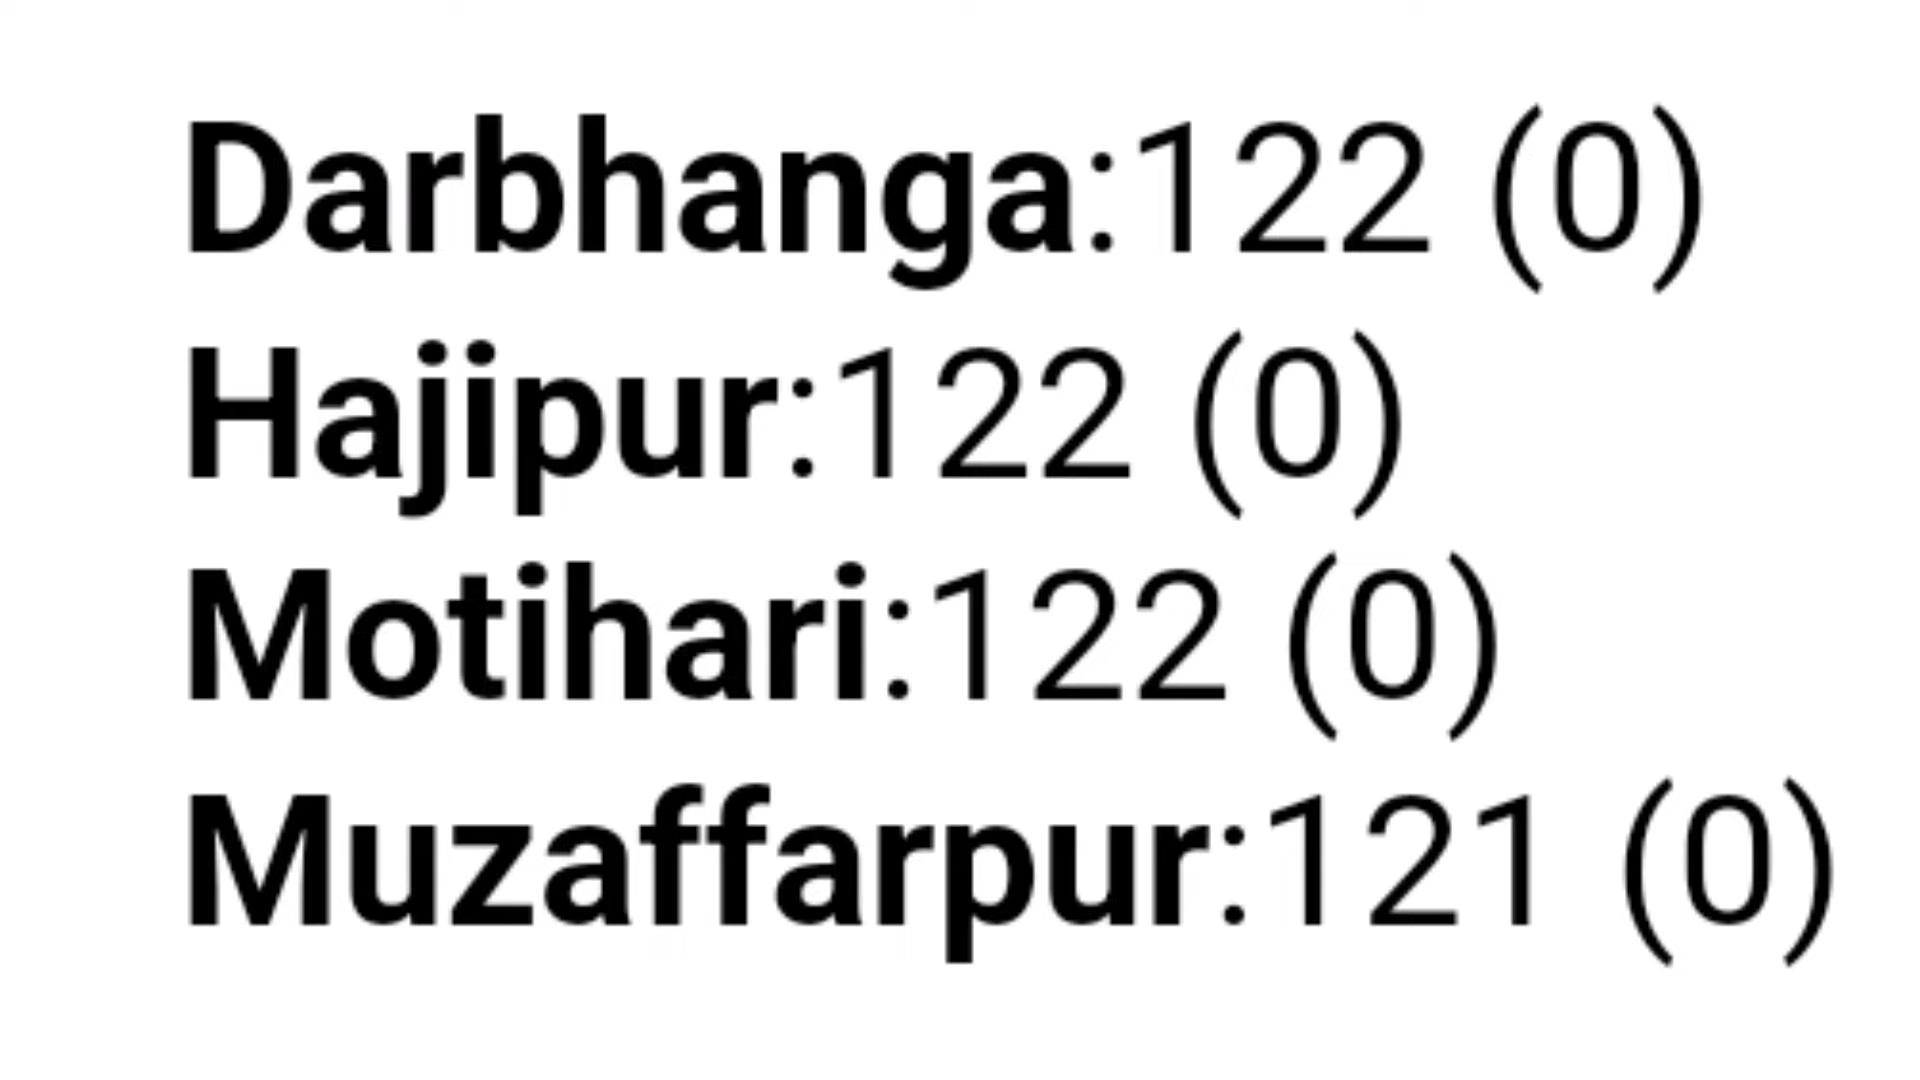 Darbhanga:122 (0)
Hajipur:122 (0)
Motihari:122 (0)
Muzaffarpur:121 (0)